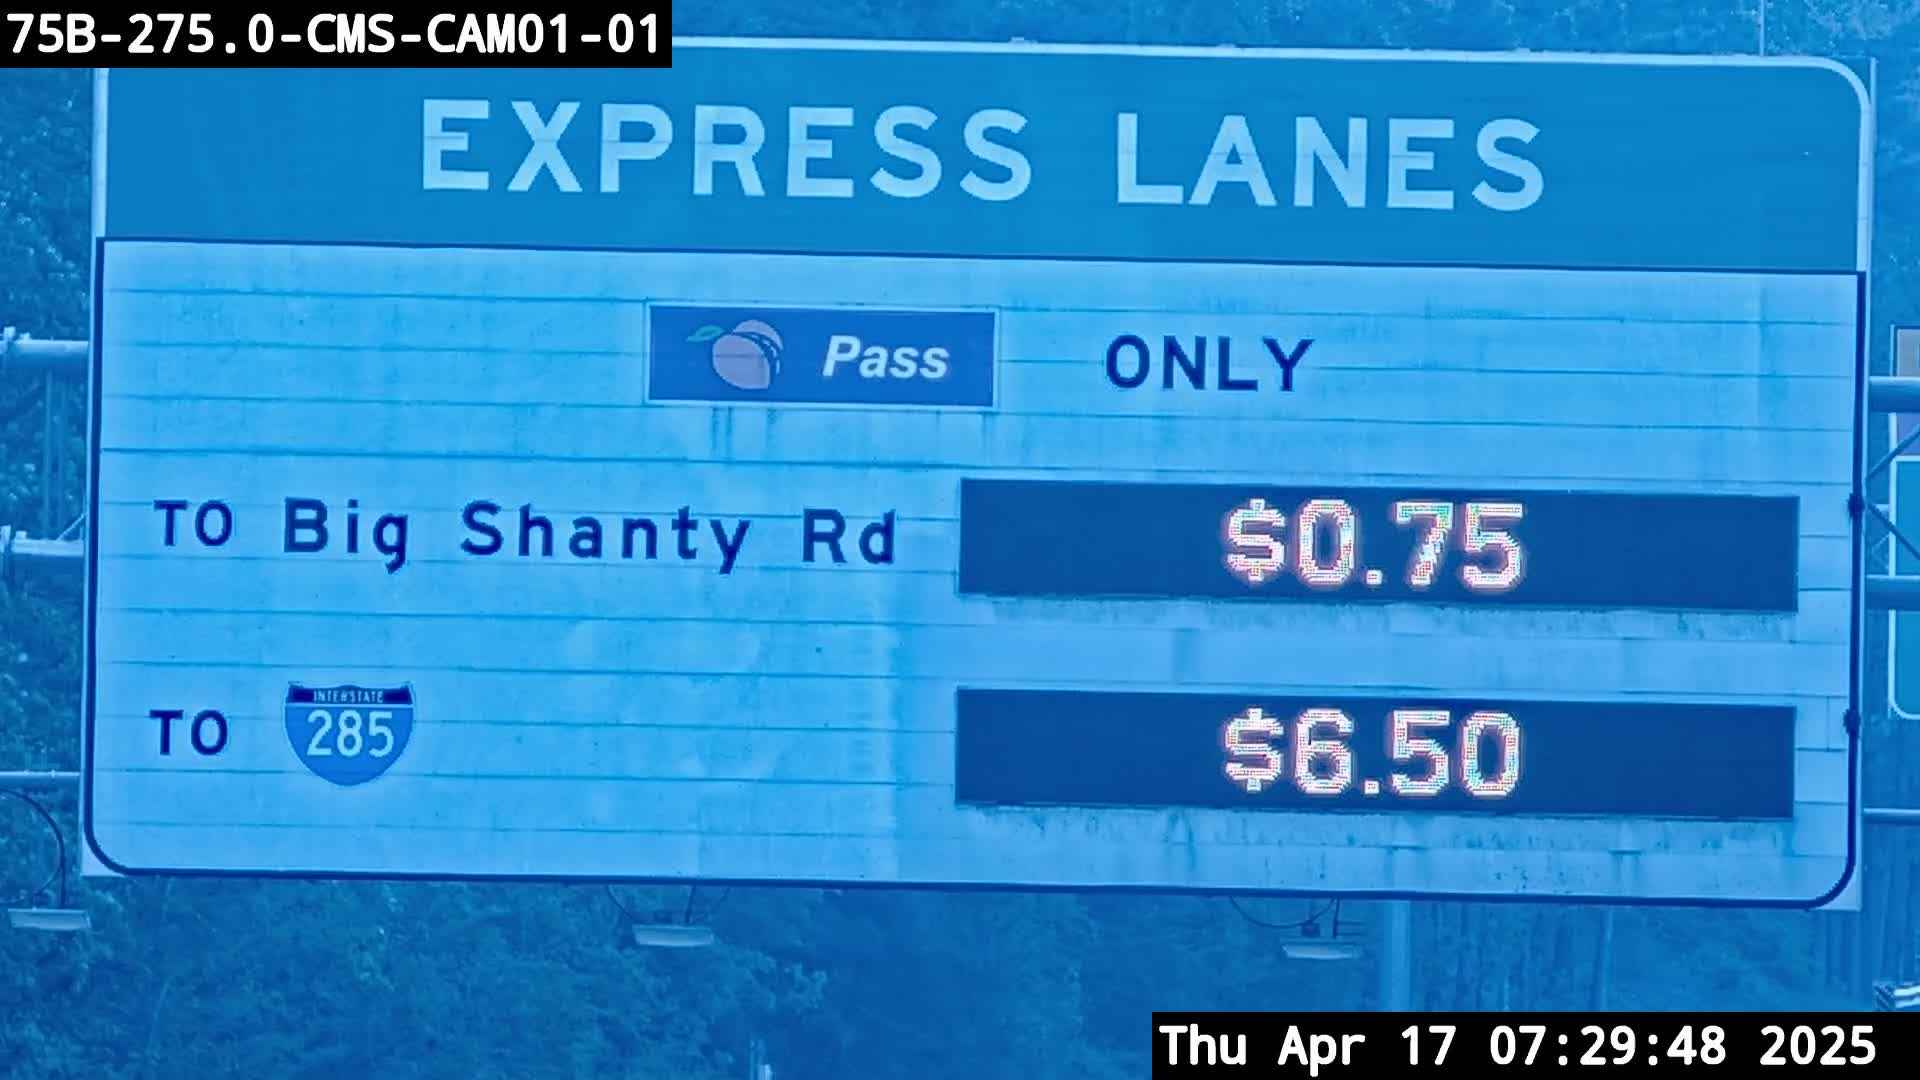 75B-275.0-CMS-CAM01-01
EXPRESS LANES
Pass ONLY
TO Big Shanty Rd $0.75
TO INTERSTATE 285 $6.50
Thu Apr 17 07:29:48 2025